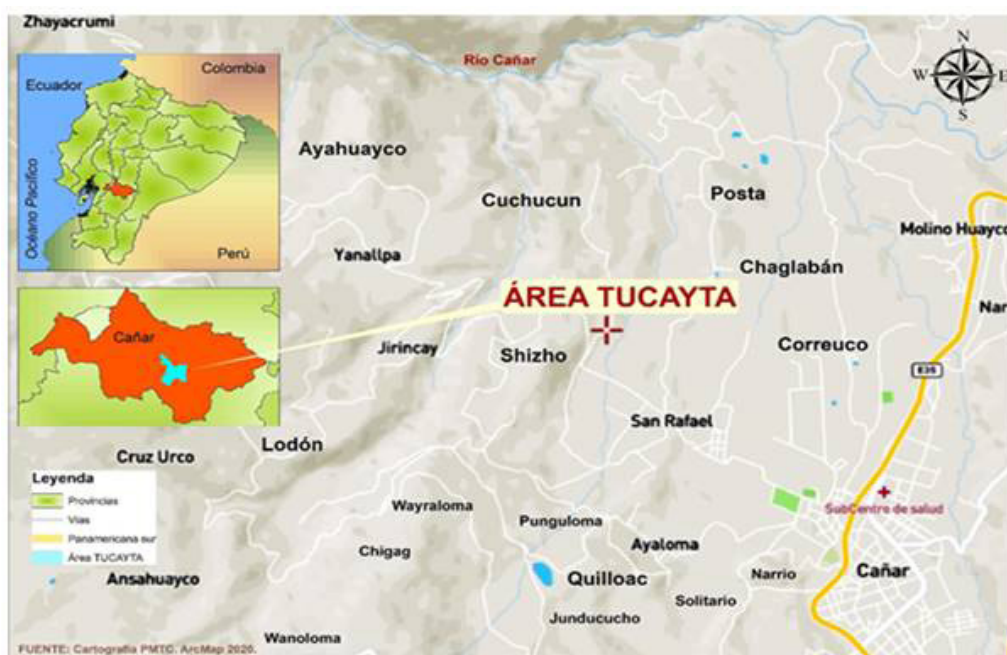 Zhayacrumi
Río Cañar
N
W
E
S
Ecuador
Colombia
Océano Pacífico
Perú
Ayahuayco
Cuchucun
Posta
Molino Huayco
Yanallpa
Chaglabán
ÁREA TUCAYTA
Nar
Cañar
Jirincay
Shizho
Correuco
E35
San Rafael
Lodón
Cruz Urco
Leyenda
Provincias
Vías
Panamericana sur
Área TUCAYTA
Wayraloma
Punguloma
SubCentro de salud
Chigag
Ayaloma
Ansahuayco
Quilloac
Narrio
Cañar
Solitario
Junducucho
Wanoloma
FUENTE: Cartografía PMTC. ArcMap 2020.